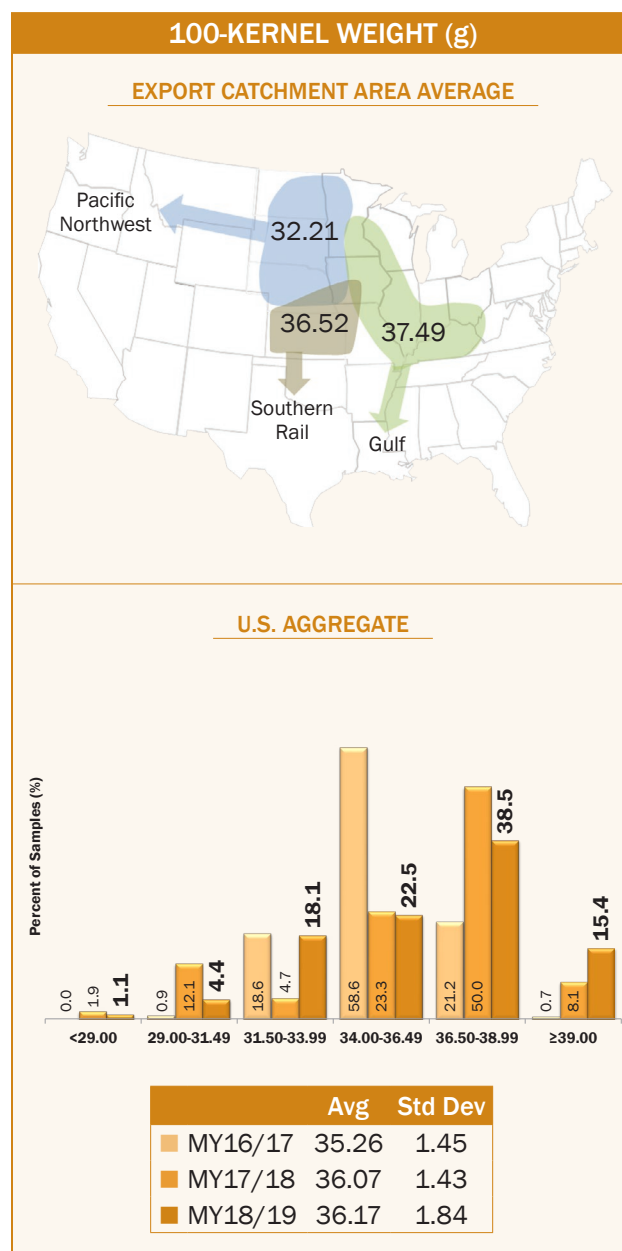 100-KERNEL WEIGHT (g)
EXPORT CATCHMENT AREA AVERAGE
Pacific
Northwest
32.21
36.52
37.49
Southern
Rail
Gulf
U.S. AGGREGATE
Percent of Samples (%)
0.0 1.9 1.1 0.9 12.1 4.4 18.6 4.7 18.1 58.6 23.3 22.5 21.2 50.0 38.5 0.7 8.1 15.4
<29.00 29.00-31.49 31.50-33.99 34.00-36.49 36.50-38.99 ≥39.00
Avg Std Dev
MY16/17 35.26 1.45
MY17/18 36.07 1.43
MY18/19 36.17 1.84